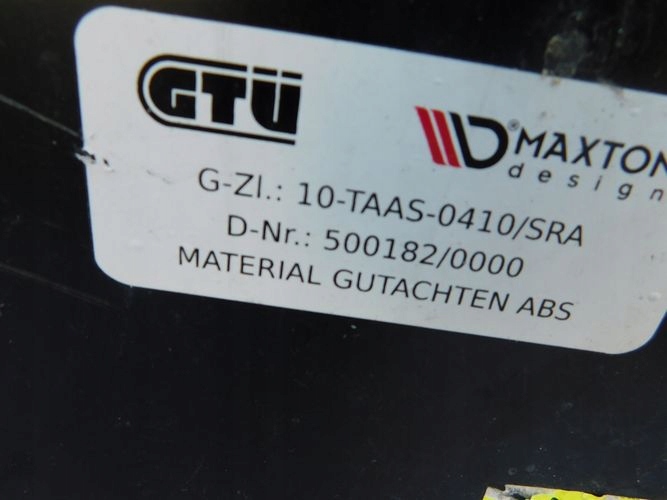 GTÜ
MAXTON
design
G-Zl.: 10-TAAS-0410/SRA
D-Nr.: 500182/0000
MATERIAL GUTACHTEN ABS